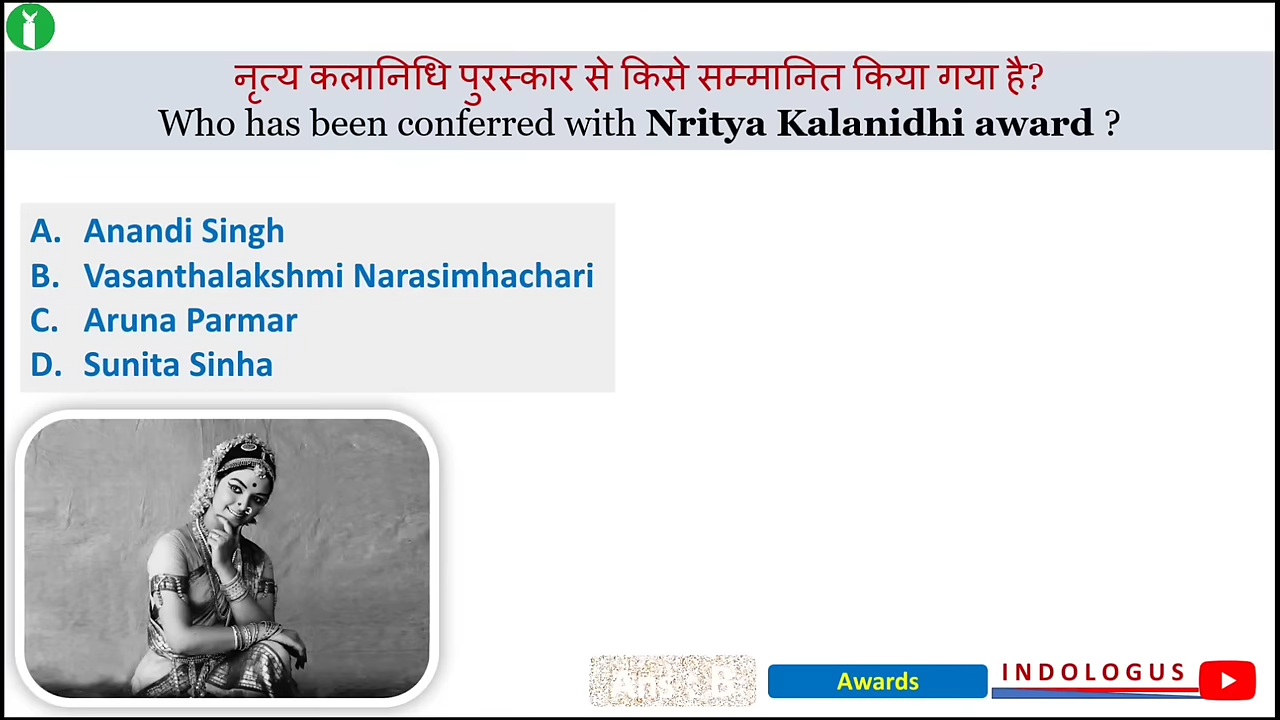 नृत्य कलानिधि पुरस्कार से किसे सम्मानित किया गया है?
Who has been conferred with Nritya Kalanidhi award ?
A. Anandi Singh
B. Vasanthalakshmi Narasimhachari
C. Aruna Parmar
D. Sunita Sinha
Ans : B
Awards
INDOLOGUS